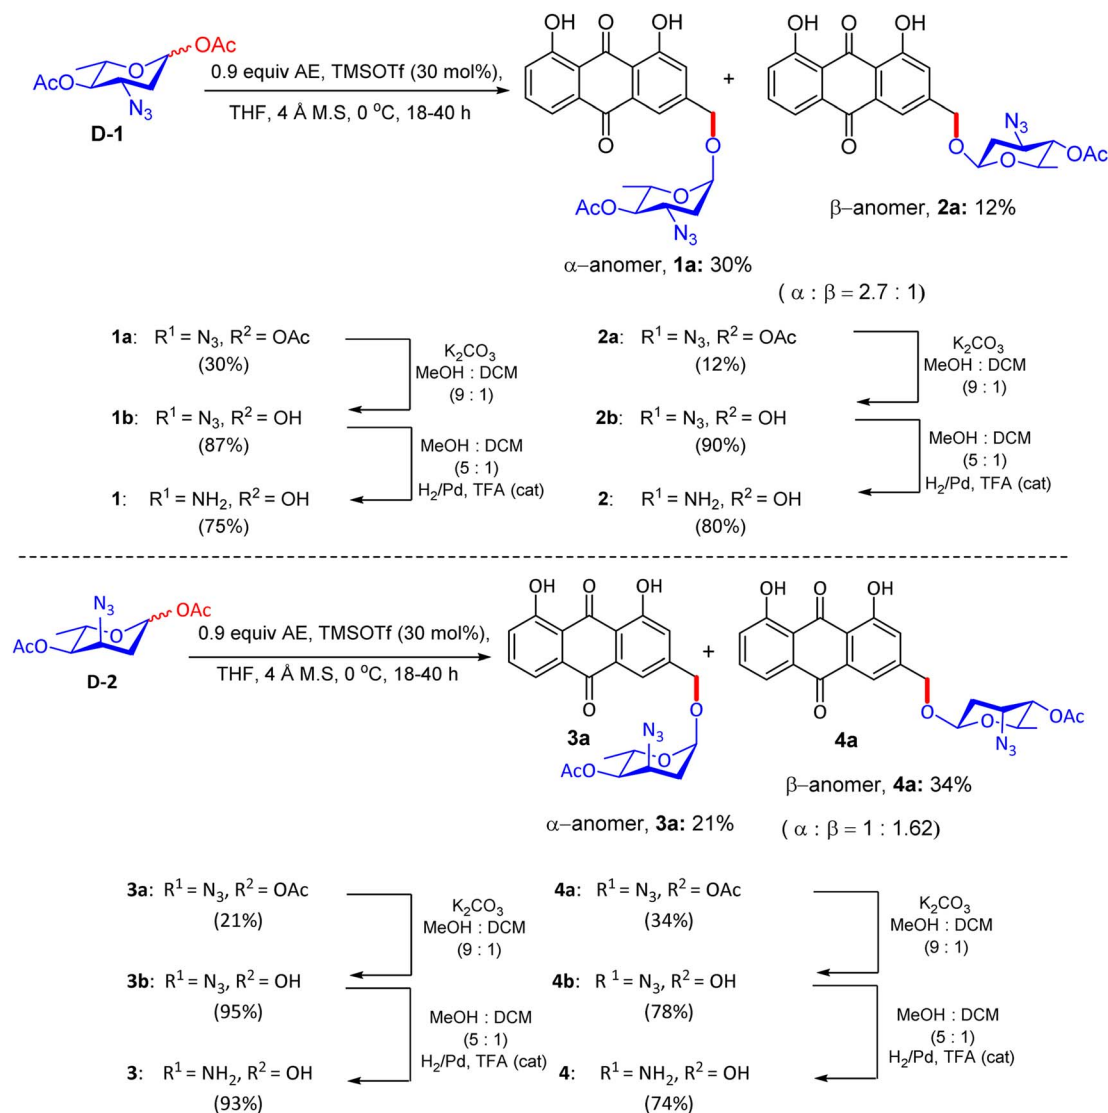 OH O OH
OH O OH
OAc
O
AcO
N₃
D-1
0.9 equiv AE, TMSOTf (30 mol%),
THF, 4 Å M.S, 0 °C, 18-40 h
+
O
O
O
N₃
O
O
OAc
O
AcO
N₃
β–anomer, 2a: 12%
α–anomer, 1a: 30%
( α : β = 2.7 : 1)
1a: R¹ = N₃, R² = OAc
(30%)
K₂CO₃
MeOH : DCM
(9 : 1)
1b: R¹ = N₃, R² = OH
(87%)
MeOH : DCM
(5 : 1)
H₂/Pd, TFA (cat)
1: R¹ = NH₂, R² = OH
(75%)
2a: R¹ = N₃, R² = OAc
(12%)
K₂CO₃
MeOH : DCM
(9 : 1)
2b: R¹ = N₃, R² = OH
(90%)
MeOH : DCM
(5 : 1)
H₂/Pd, TFA (cat)
2: R¹ = NH₂, R² = OH
(80%)
OH O OH
OH O OH
N₃
OAc
O
AcO
D-2
0.9 equiv AE, TMSOTf (30 mol%),
THF, 4 Å M.S, 0 °C, 18-40 h
+
O
O
O
3a
N₃
O
AcO
4a
O
O
OAc
N₃
β–anomer, 4a: 34%
α–anomer, 3a: 21%
( α : β = 1 : 1.62)
3a: R¹ = N₃, R² = OAc
(21%)
K₂CO₃
MeOH : DCM
(9 : 1)
3b: R¹ = N₃, R² = OH
(95%)
MeOH : DCM
(5 : 1)
H₂/Pd, TFA (cat)
3: R¹ = NH₂, R² = OH
(93%)
4a: R¹ = N₃, R² = OAc
(34%)
K₂CO₃
MeOH : DCM
(9 : 1)
4b: R ¹ = N₃, R² = OH
(78%)
MeOH : DCM
(5 : 1)
H₂/Pd, TFA (cat)
4: R¹ = NH₂, R² = OH
(74%)